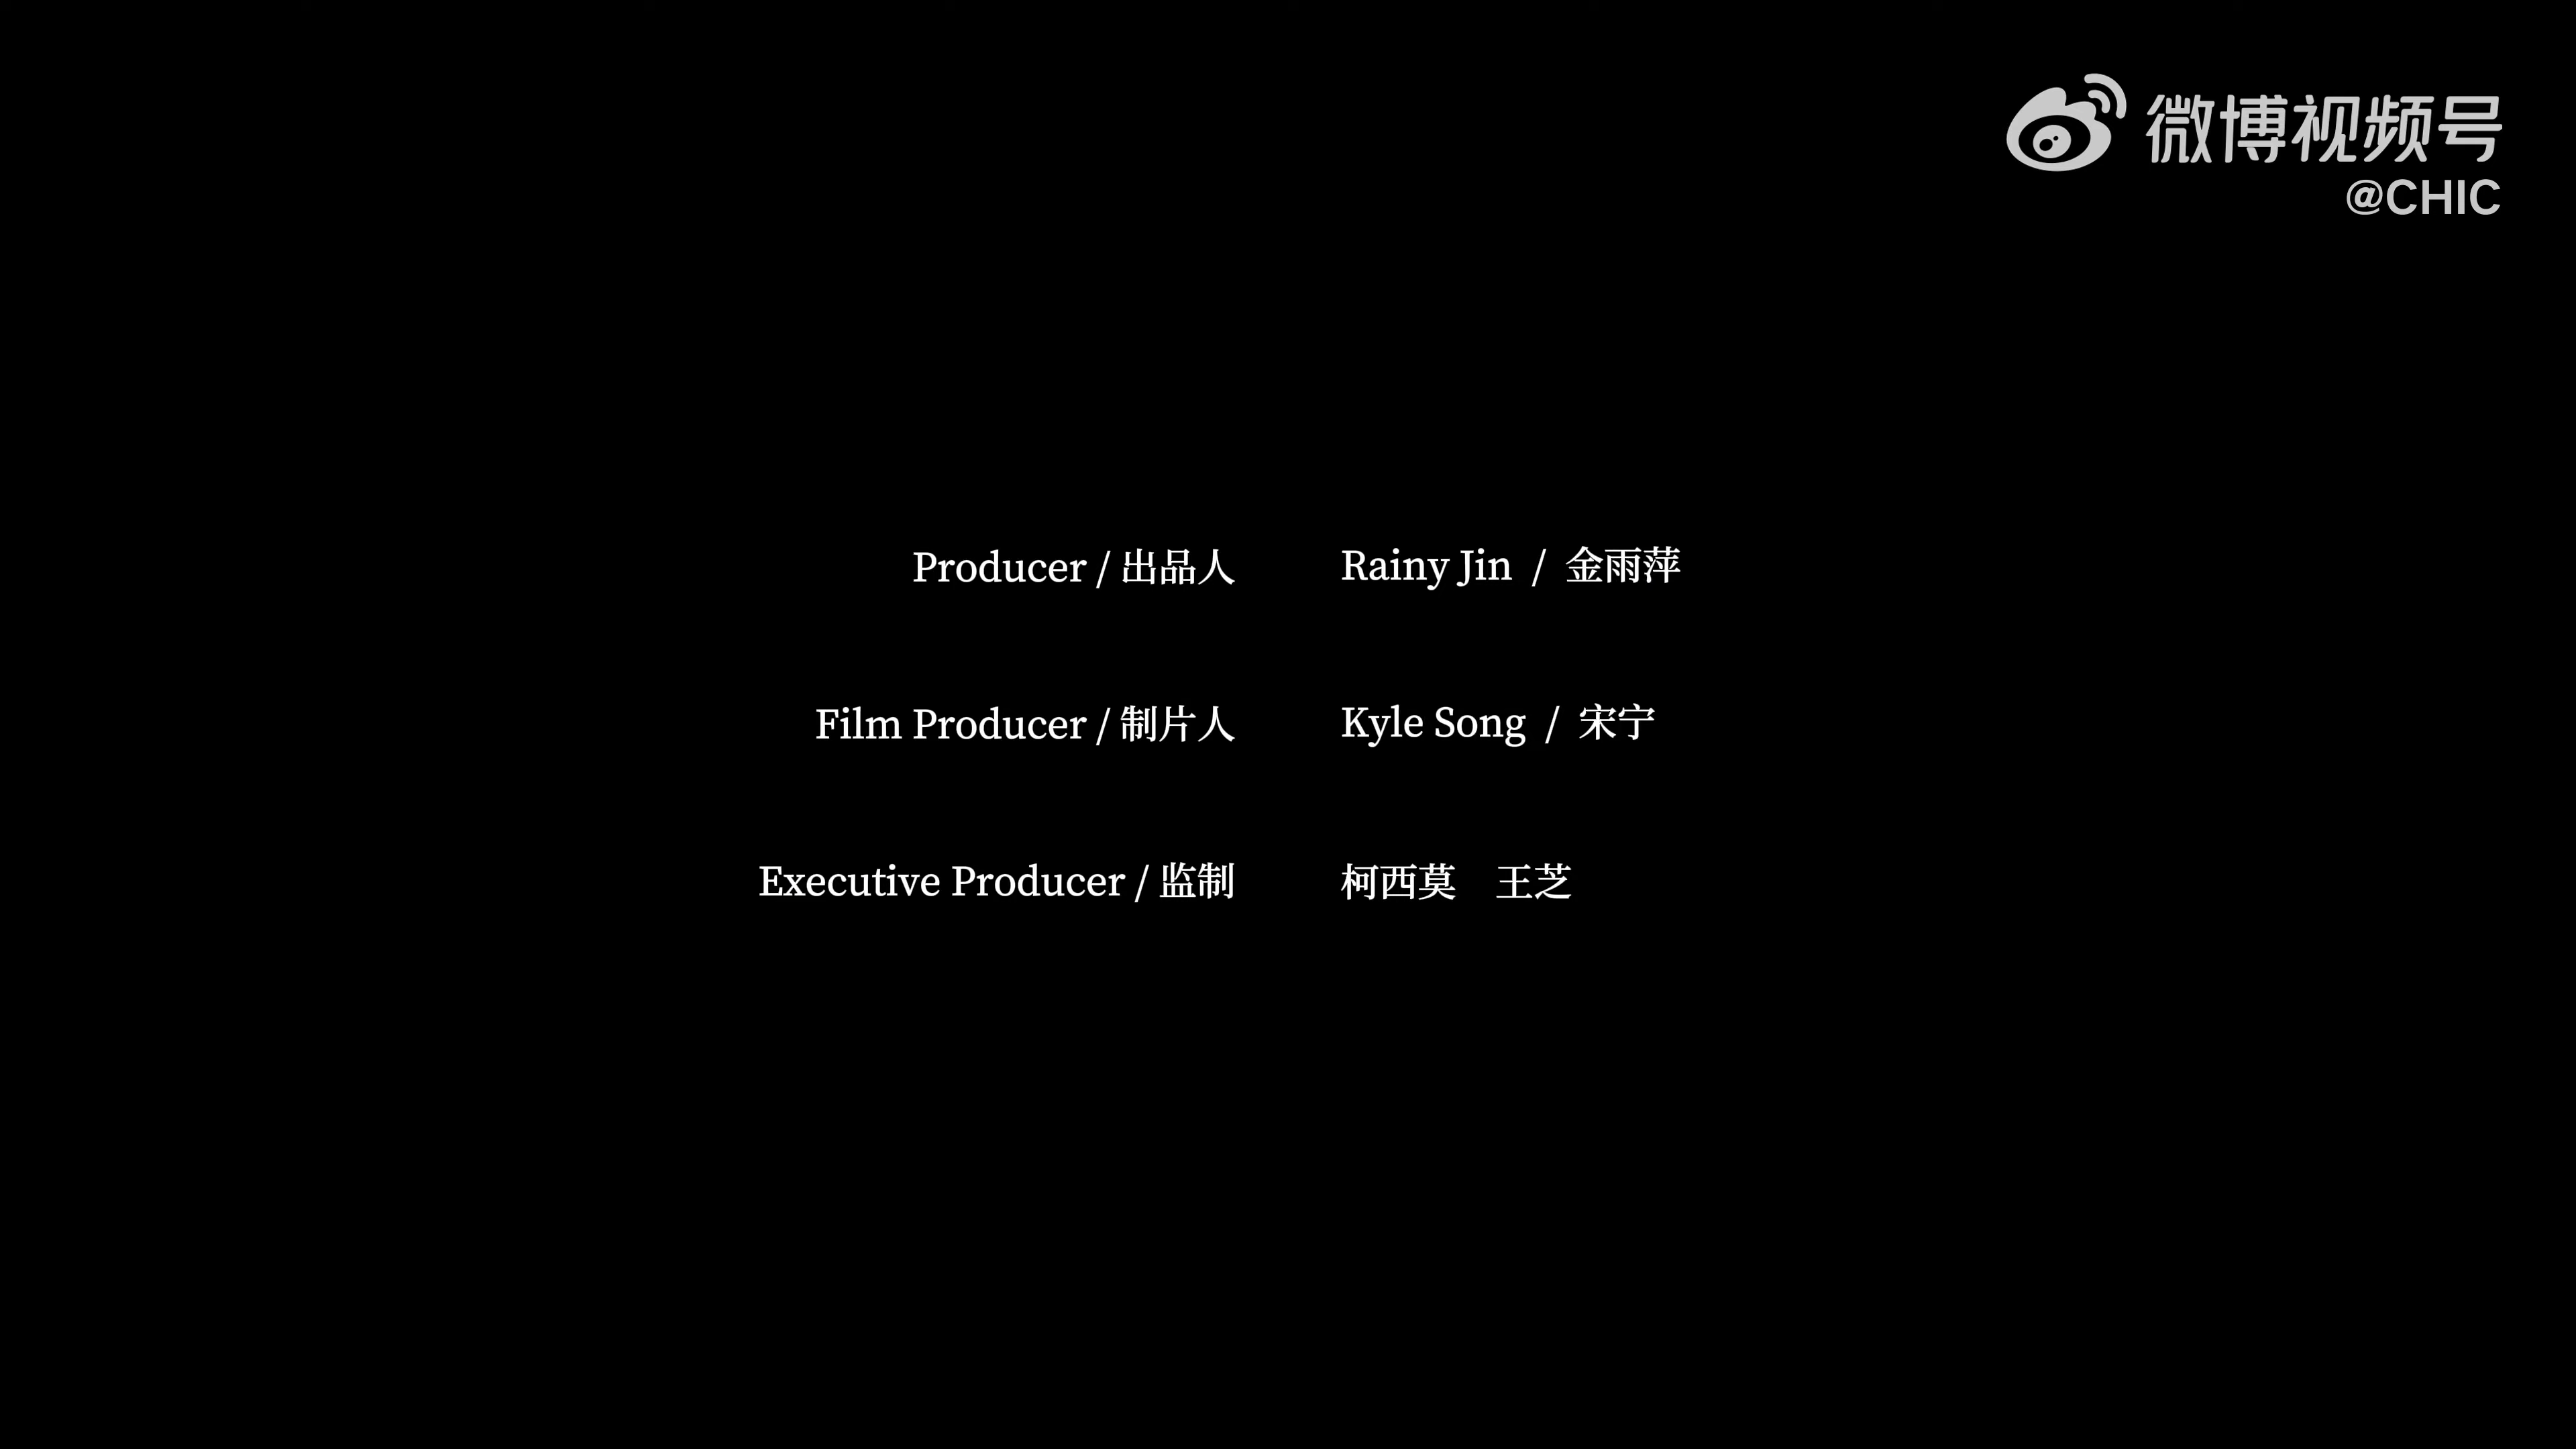 微博视频号
@CHIC
Producer / 出品人 Rainy Jin / 金雨萍
Film Producer / 制片人 Kyle Song / 宋宁
Executive Producer / 监制 柯西莫 王芝